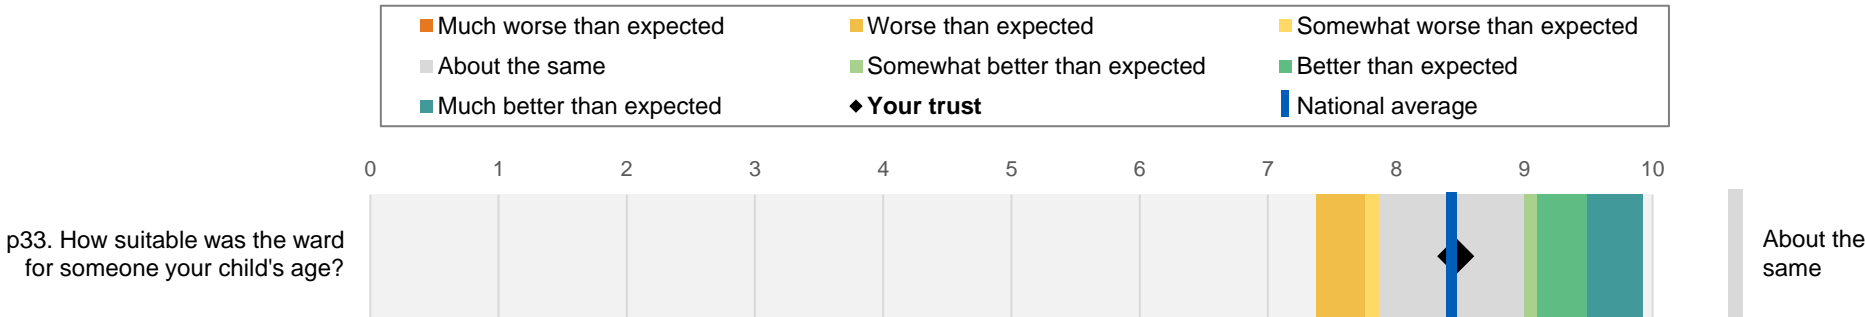 Much worse than expected
Worse than expected
Somewhat worse than expected
About the same
Somewhat better than expected
Better than expected
Much better than expected
Your trust
National average
0 1 2 3 4 5 6 7 8 9 10
p33. How suitable was the ward
for someone your child's age?
About the
same